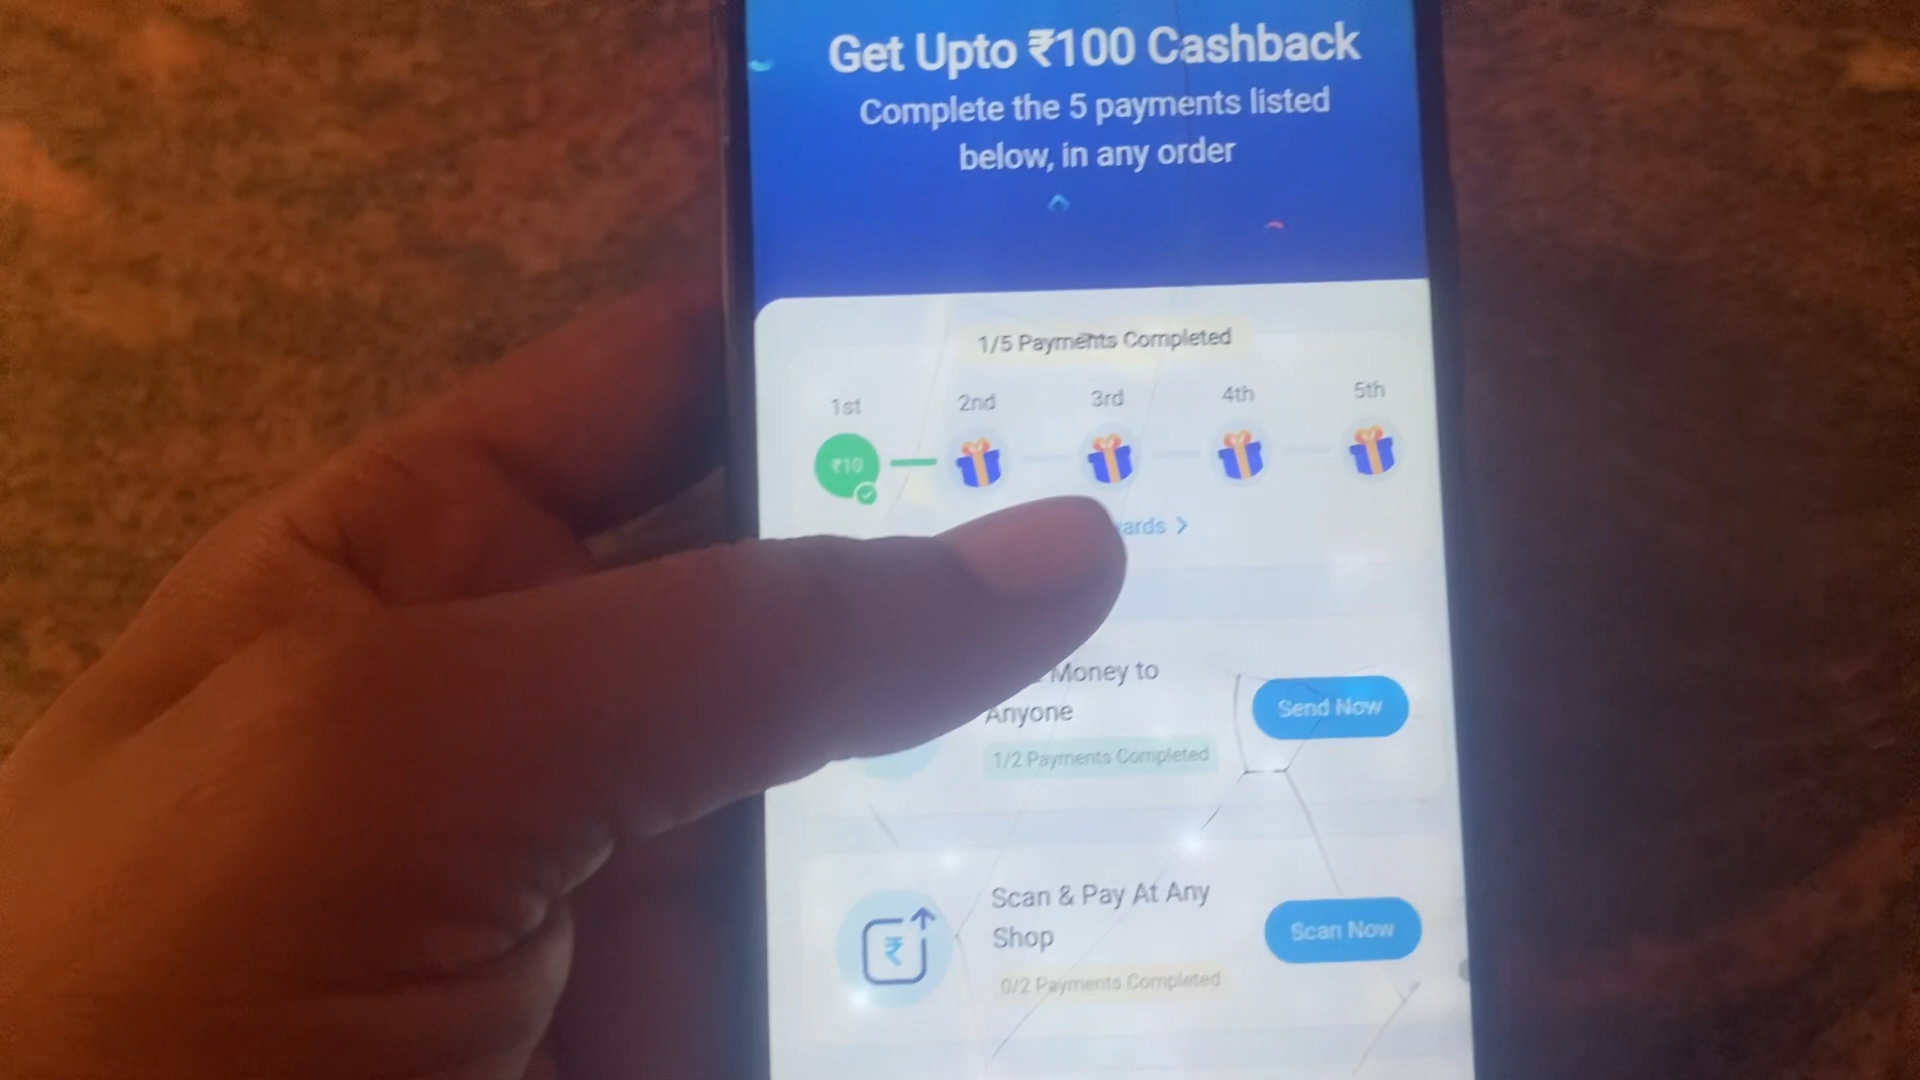 Get Upto ₹100 Cashback
Complete the 5 payments listed
below, in any order
1/5 Payments Completed
1st 2nd 3rd 4th 5th
₹10
Money to
Anyone
Send Now
1/2 Payments Completed
Scan & Pay At Any
Shop
Scan Now
₹
0/2 Payments Completed